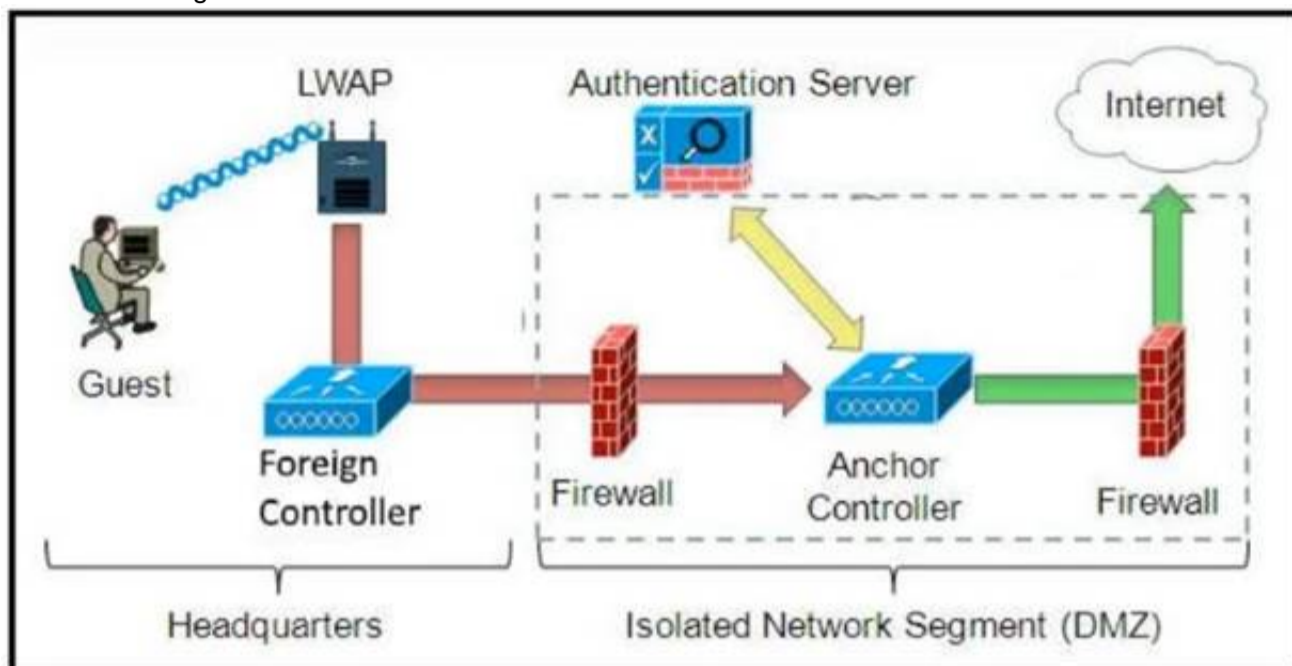 LWAP
Authentication Server
Internet
Guest
Foreign
Controller
Firewall
Anchor
Controller
Firewall
Headquarters
Isolated Network Segment (DMZ)